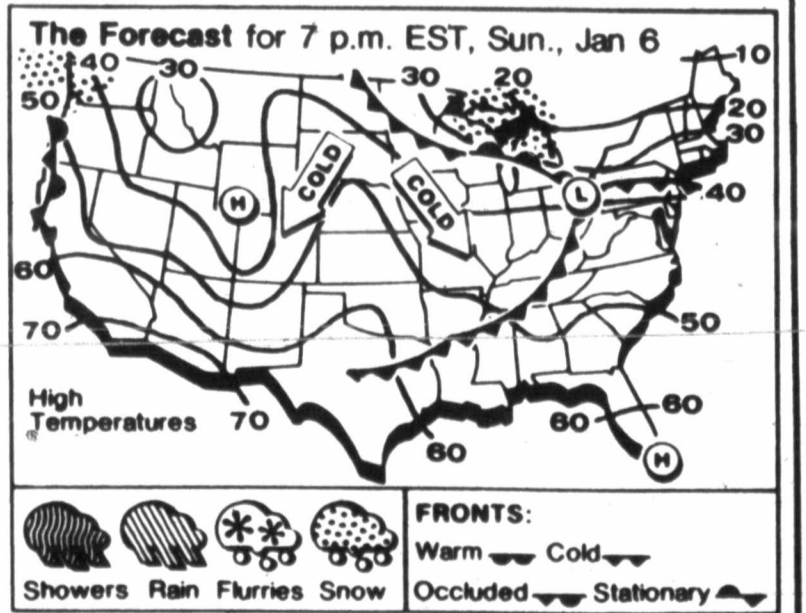 The Forecast for 7 p.m. EST, Sun., Jan 6
40 30 30 20 10
50
20
30
COLD
COLD
H
L
40
60
70
50
High
Temperatures
70
60
60
60
H
Showers Rain Flurries Snow
FRONTS:
Warm Cold
Occluded Stationary